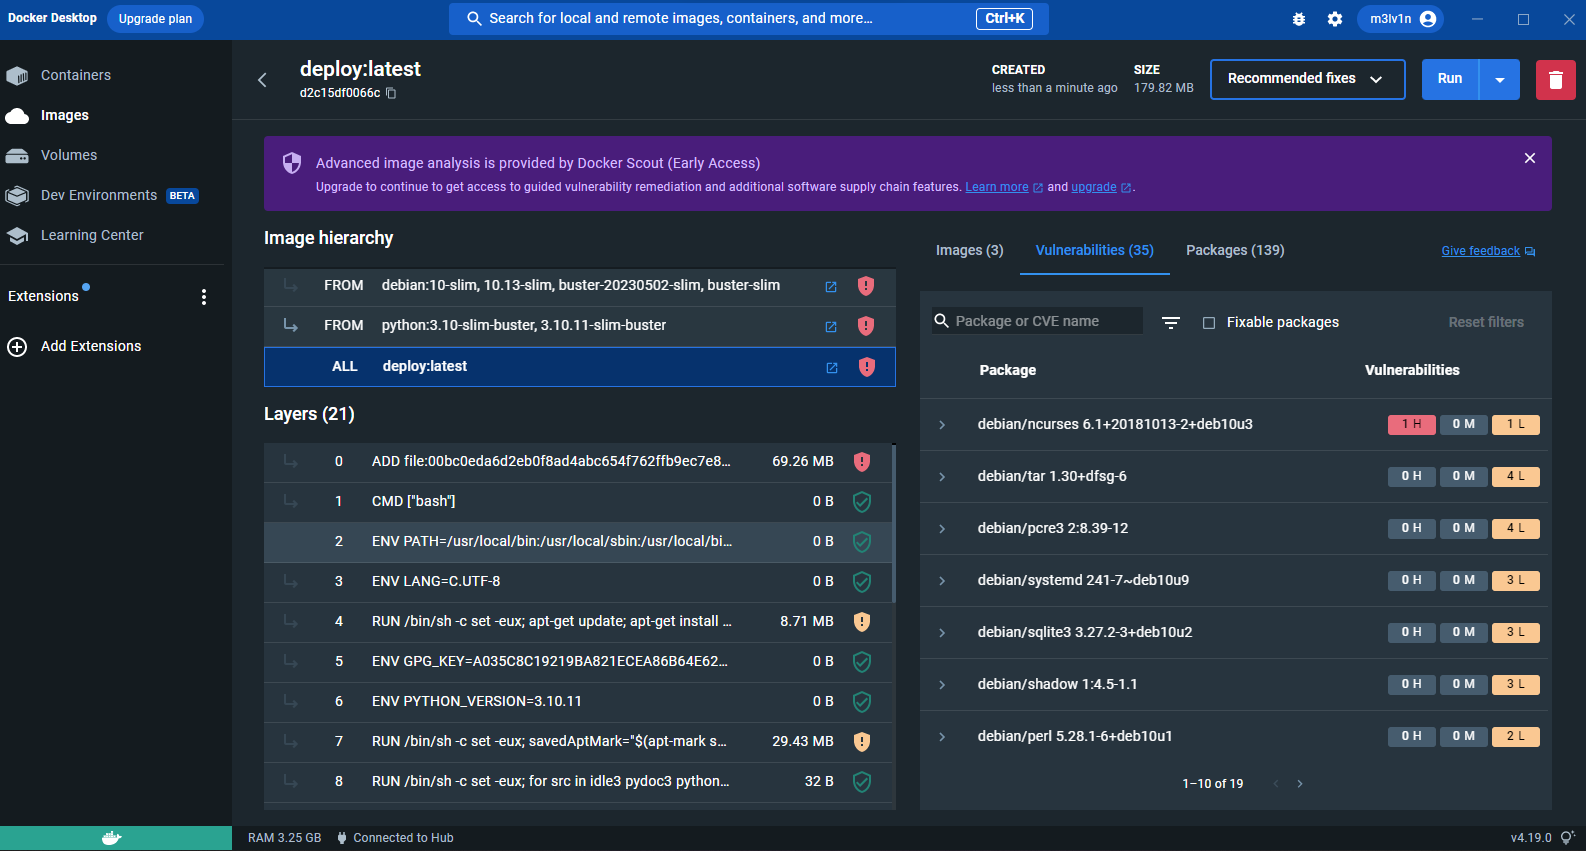 Docker Desktop
Upgrade plan
Search for local and remote images, containers, and more...
Ctrl+K
m3lv1n
Containers
Images
Volumes
Dev Environments BETA
Learning Center
Extensions
Add Extensions
deploy:latest
d2c15df0066c
CREATED
less than a minute ago
SIZE
179.82 MB
Recommended fixes
Run
Advanced image analysis is provided by Docker Scout (Early Access)
Upgrade to continue to get access to guided vulnerability remediation and additional software supply chain features. Learn more and upgrade .
Image hierarchy
FROM debian:10-slim, 10.13-slim, buster-20230502-slim, buster-slim
FROM python:3.10-slim-buster, 3.10.11-slim-buster
ALL deploy:latest
Layers (21)
0 ADD file:00bc0eda6d2eb0f8ad4abc654f762ffb9ec7e8... 69.26 MB
1 CMD ["bash"] 0 B
2 ENV PATH=/usr/local/bin:/usr/local/sbin:/usr/local/bi... 0 B
3 ENV LANG=C.UTF-8 0 B
4 RUN /bin/sh -c set -eux; apt-get update; apt-get install ... 8.71 MB
5 ENV GPG_KEY=A035C8C19219BA821ECEA86B64E62... 0 B
6 ENV PYTHON_VERSION=3.10.11 0 B
7 RUN /bin/sh -c set -eux; savedAptMark="$(apt-mark s... 29.43 MB
8 RUN /bin/sh -c set -eux; for src in idle3 pydoc3 python... 32 B
Images (3)
Vulnerabilities (35)
Packages (139)
Give feedback
Package or CVE name
Fixable packages
Reset filters
Package Vulnerabilities
debian/ncurses 6.1+20181013-2+deb10u3 1 H 0 M 1 L
debian/tar 1.30+dfsg-6 0 H 0 M 4 L
debian/pcre3 2:8.39-12 0 H 0 M 4 L
debian/systemd 241-7~deb10u9 0 H 0 M 3 L
debian/sqlite3 3.27.2-3+deb10u2 0 H 0 M 3 L
debian/shadow 1:4.5-1.1 0 H 0 M 3 L
debian/perl 5.28.1-6+deb10u1 0 H 0 M 2 L
1–10 of 19
RAM 3.25 GB
Connected to Hub
v4.19.0